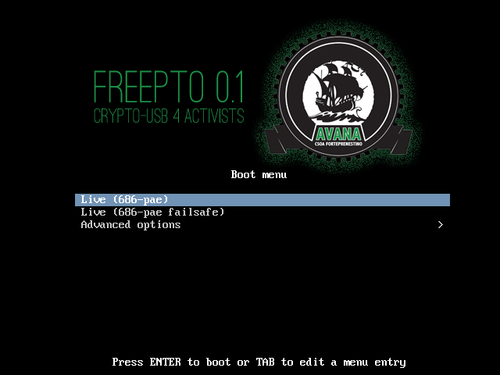 FREEPTO 0.1
CRYPTO-USB 4 ACTIVISTS
AVANA
CSOA FORTEPRENESTINO
Boot menu
Live (686-pae)
Live (686-pae failsafe)
Advanced options >
Press ENTER to boot or TAB to edit a menu entry